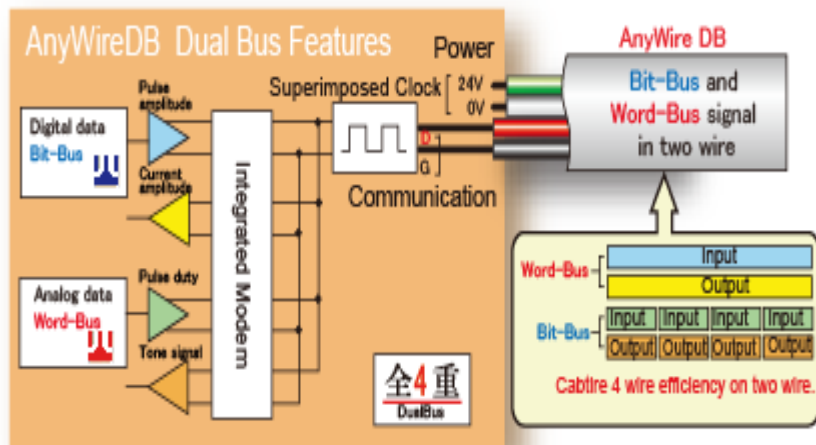 AnyWireDB Dual Bus Features
Power
24V
0V
Superimposed Clock
D
G
Communication
Pulse
amplitude
Digital data
Bit-Bus
Current
amplitude
Integrated Modem
Pulse duty
Analog data
Word-Bus
Tone signal
全4重
DualBus
AnyWire DB
Bit-Bus and
Word-Bus signal
in two wire
Word-Bus
Input
Output
Bit-Bus
Input Input Input Input
Output Output Output Output
Cabtire 4 wire efficiency on two wire.